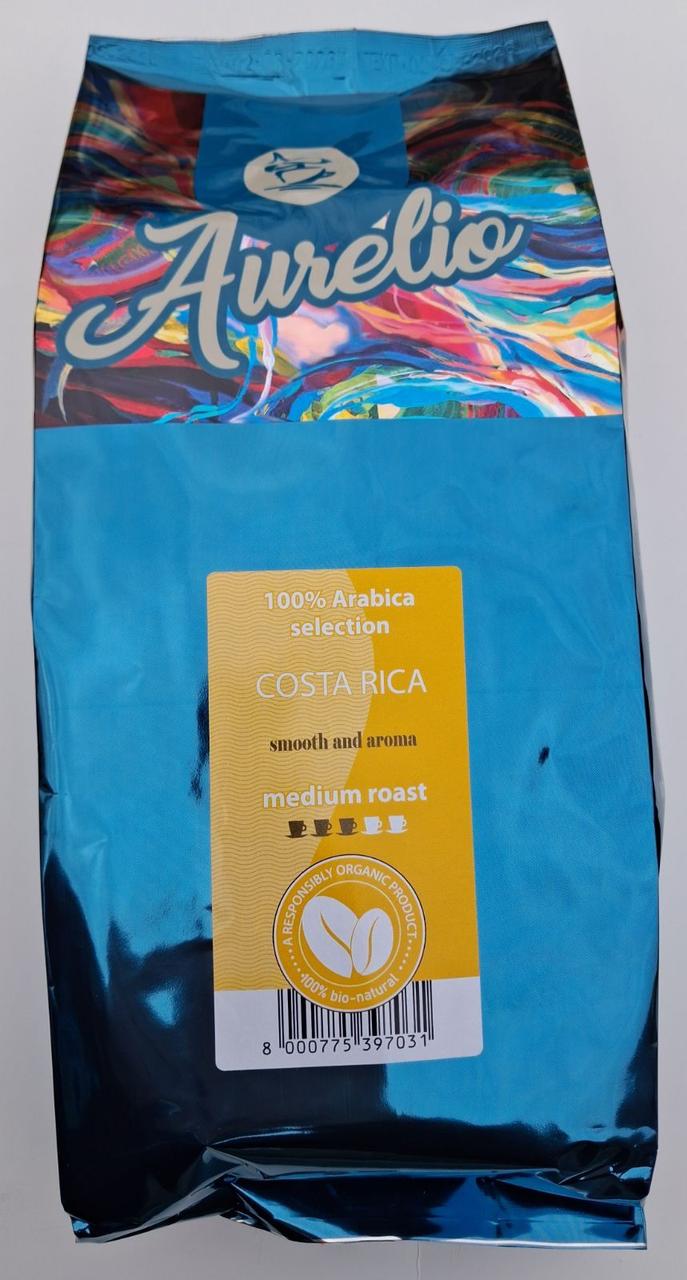 Aurelio
100% Arabica
selection
COSTA RICA
smooth and aroma
medium roast
A RESPONSIBLY ORGANIC PRODUCT
100% bio-natural
8 000775 397031